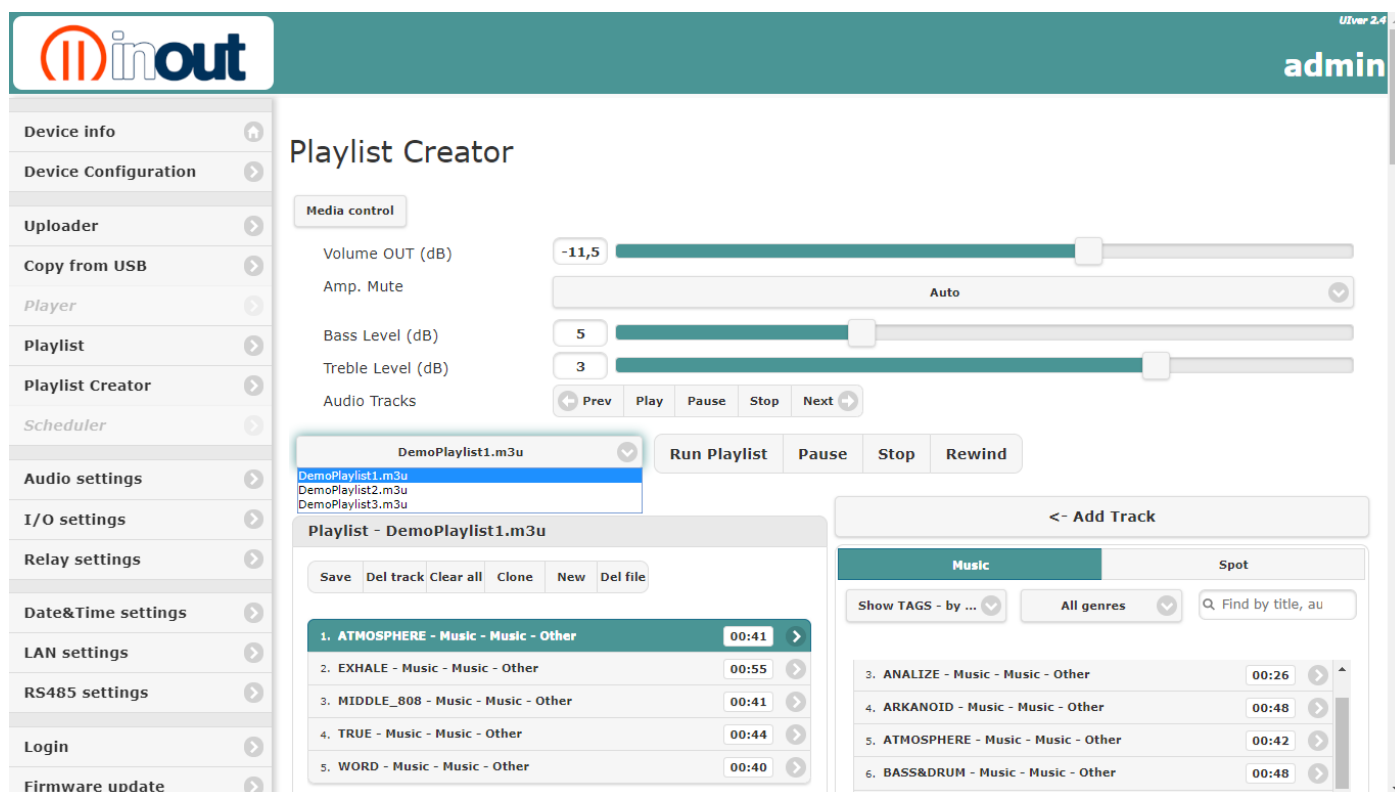 UIver 2.4
inout
admin
Device info
Device Configuration
Uploader
Copy from USB
Player
Playlist
Playlist Creator
Scheduler
Audio settings
I/O settings
Relay settings
Date&Time settings
LAN settings
RS485 settings
Login
Firmware update
Playlist Creator
Media control
Volume OUT (dB) -11,5
Amp. Mute Auto
Bass Level (dB) 5
Treble Level (dB) 3
Audio Tracks Prev Play Pause Stop Next
DemoPlaylist1.m3u Run Playlist Pause Stop Rewind
DemoPlaylist1.m3u
DemoPlaylist2.m3u
DemoPlaylist3.m3u
Playlist - DemoPlaylist1.m3u
Save Del track Clear all Clone New Del file
1. ATMOSPHERE - Music - Music - Other 00:41
2. EXHALE - Music - Music - Other 00:55
3. MIDDLE_808 - Music - Music - Other 00:41
4. TRUE - Music - Music - Other 00:44
5. WORD - Music - Music - Other 00:40
<- Add Track
Music Spot
Show TAGS - by ... All genres Find by title, au
3. ANALIZE - Music - Music - Other 00:26
4. ARKANOID - Music - Music - Other 00:48
5. ATMOSPHERE - Music - Music - Other 00:42
6. BASS&DRUM - Music - Music - Other 00:48